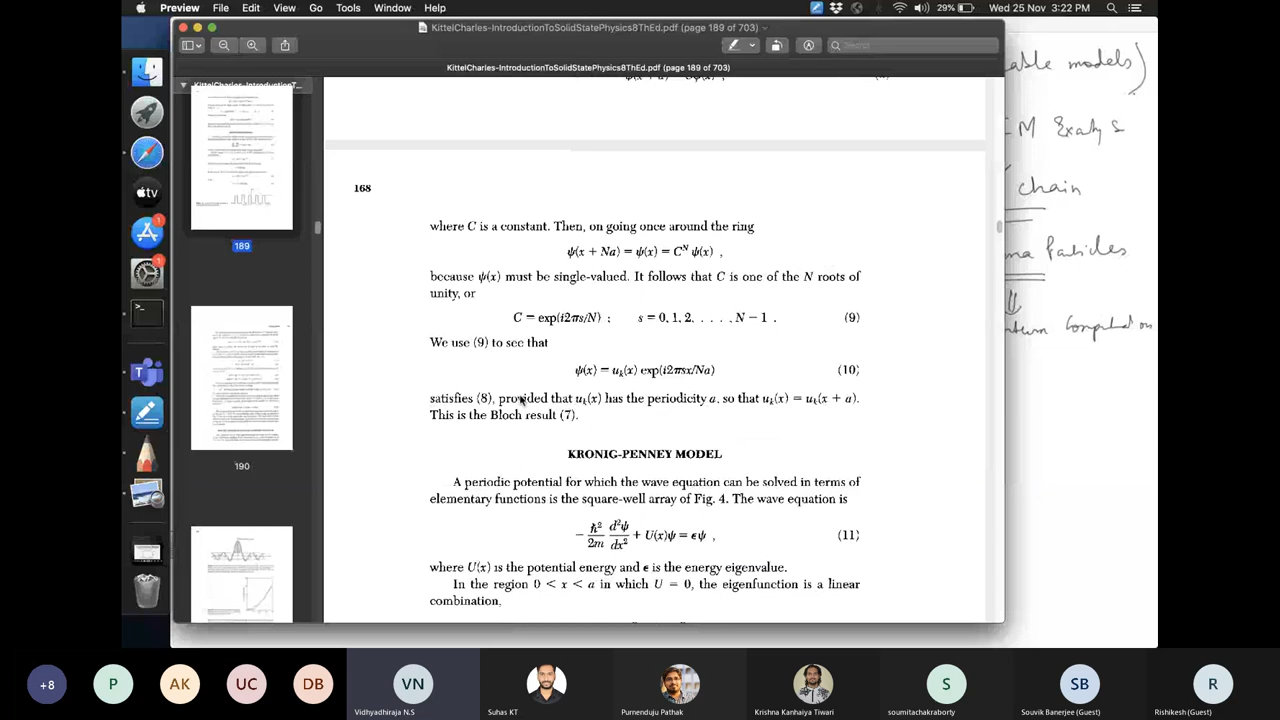 Preview File Edit View Go Tools Window Help 29% Wed 25 Nov 3:22 PM
KittelCharles-IntroductionToSolidStatePhysics8ThEd.pdf (page 189 of 703)
Search
KittelCharles-IntroductionToSolidStatePhysics8ThEd.pdf (page 189 of 703)
KittelCharles-IntroductionToSolidStatePhysics8ThEd.pdf
189
190
168
where C is a constant. Then, on going once around the ring
ψ(x + Na) = ψ(x) = C^N ψ(x) ,
because ψ(x) must be single-valued. It follows that C is one of the N roots of
unity, or
C = exp(i2πs/N) ; s = 0, 1, 2, . . . , N − 1 . (9)
We use (9) to see that
ψ(x) = u_k(x) exp(i2πsx/Na) (10)
satisfies (8), provided that u_k(x) has the periodicity a, so that u_k(x) = u_k(x + a).
This is the Bloch result (7).
KRONIG-PENNEY MODEL
A periodic potential for which the wave equation can be solved in terms of
elementary functions is the square-well array of Fig. 4. The wave equation is
− ħ²/2m d²ψ/dx² + U(x)ψ = εψ , (11)
where U(x) is the potential energy and ε is the energy eigenvalue.
In the region 0 < x < a in which U = 0, the eigenfunction is a linear
combination,
able models)
chain
Particles
tv
+8 P AK UC DB VN S SB R
Vidhyadhiraja N.S Suhas KT Purnenduju Pathak Krishna Kanhaiya Tiwari soumitachakraborty Souvik Banerjee (Guest) Rishikesh (Guest)